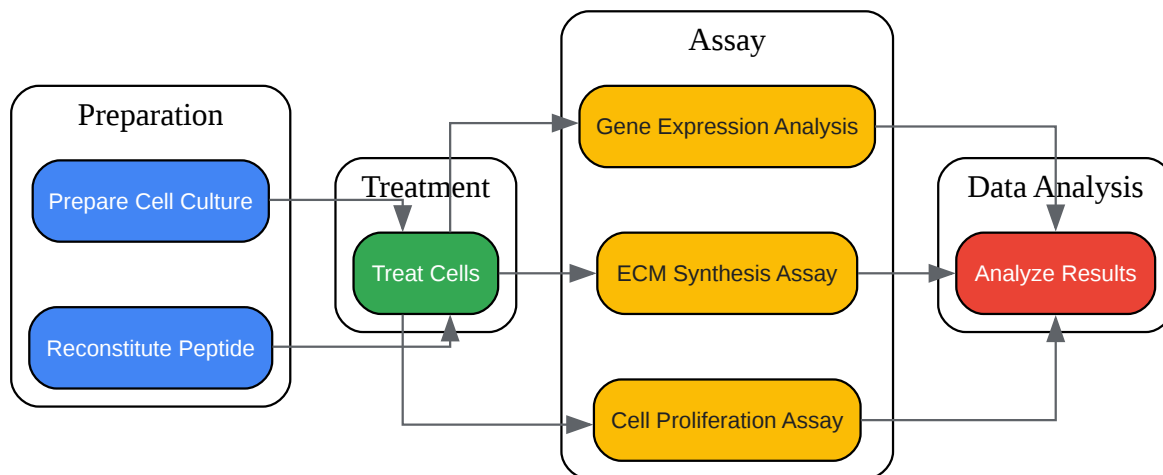 Preparation
Prepare Cell Culture
Reconstitute Peptide
Treatment
Treat Cells
Assay
Gene Expression Analysis
ECM Synthesis Assay
Cell Proliferation Assay
Data Analysis
Analyze Results